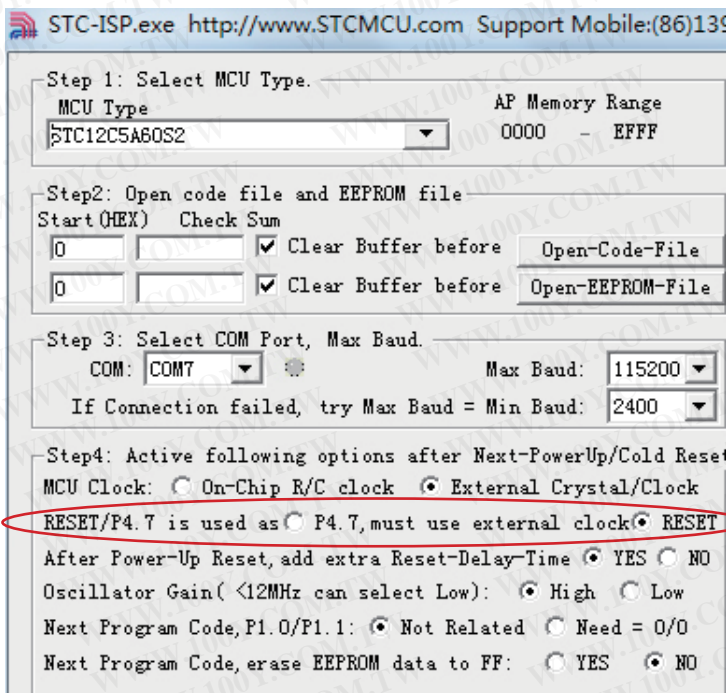 STC-ISP.exe http://www.STCMCU.com Support Mobile:(86)139
Step 1: Select MCU Type.
MCU Type AP Memory Range
STC12C5A60S2 0000 - EFFF
Step2: Open code file and EEPROM file
Start(HEX) Check Sum
0 Clear Buffer before Open-Code-File
0 Clear Buffer before Open-EEPROM-File
Step 3: Select COM Port, Max Baud.
COM: COM7 Max Baud: 115200
If Connection failed, try Max Baud = Min Baud: 2400
Step4: Active following options after Next-PowerUp/Cold Reset
MCU Clock: On-Chip R/C clock External Crystal/Clock
RESET/P4.7 is used as P4.7,must use external clock RESET
After Power-Up Reset,add extra Reset-Delay-Time YES NO
Oscillator Gain( <12MHz can select Low): High Low
Next Program Code,P1.0/P1.1: Not Related Need = 0/0
Next Program Code,erase EEPROM data to FF: YES NO
WWW.100Y.COM.TW